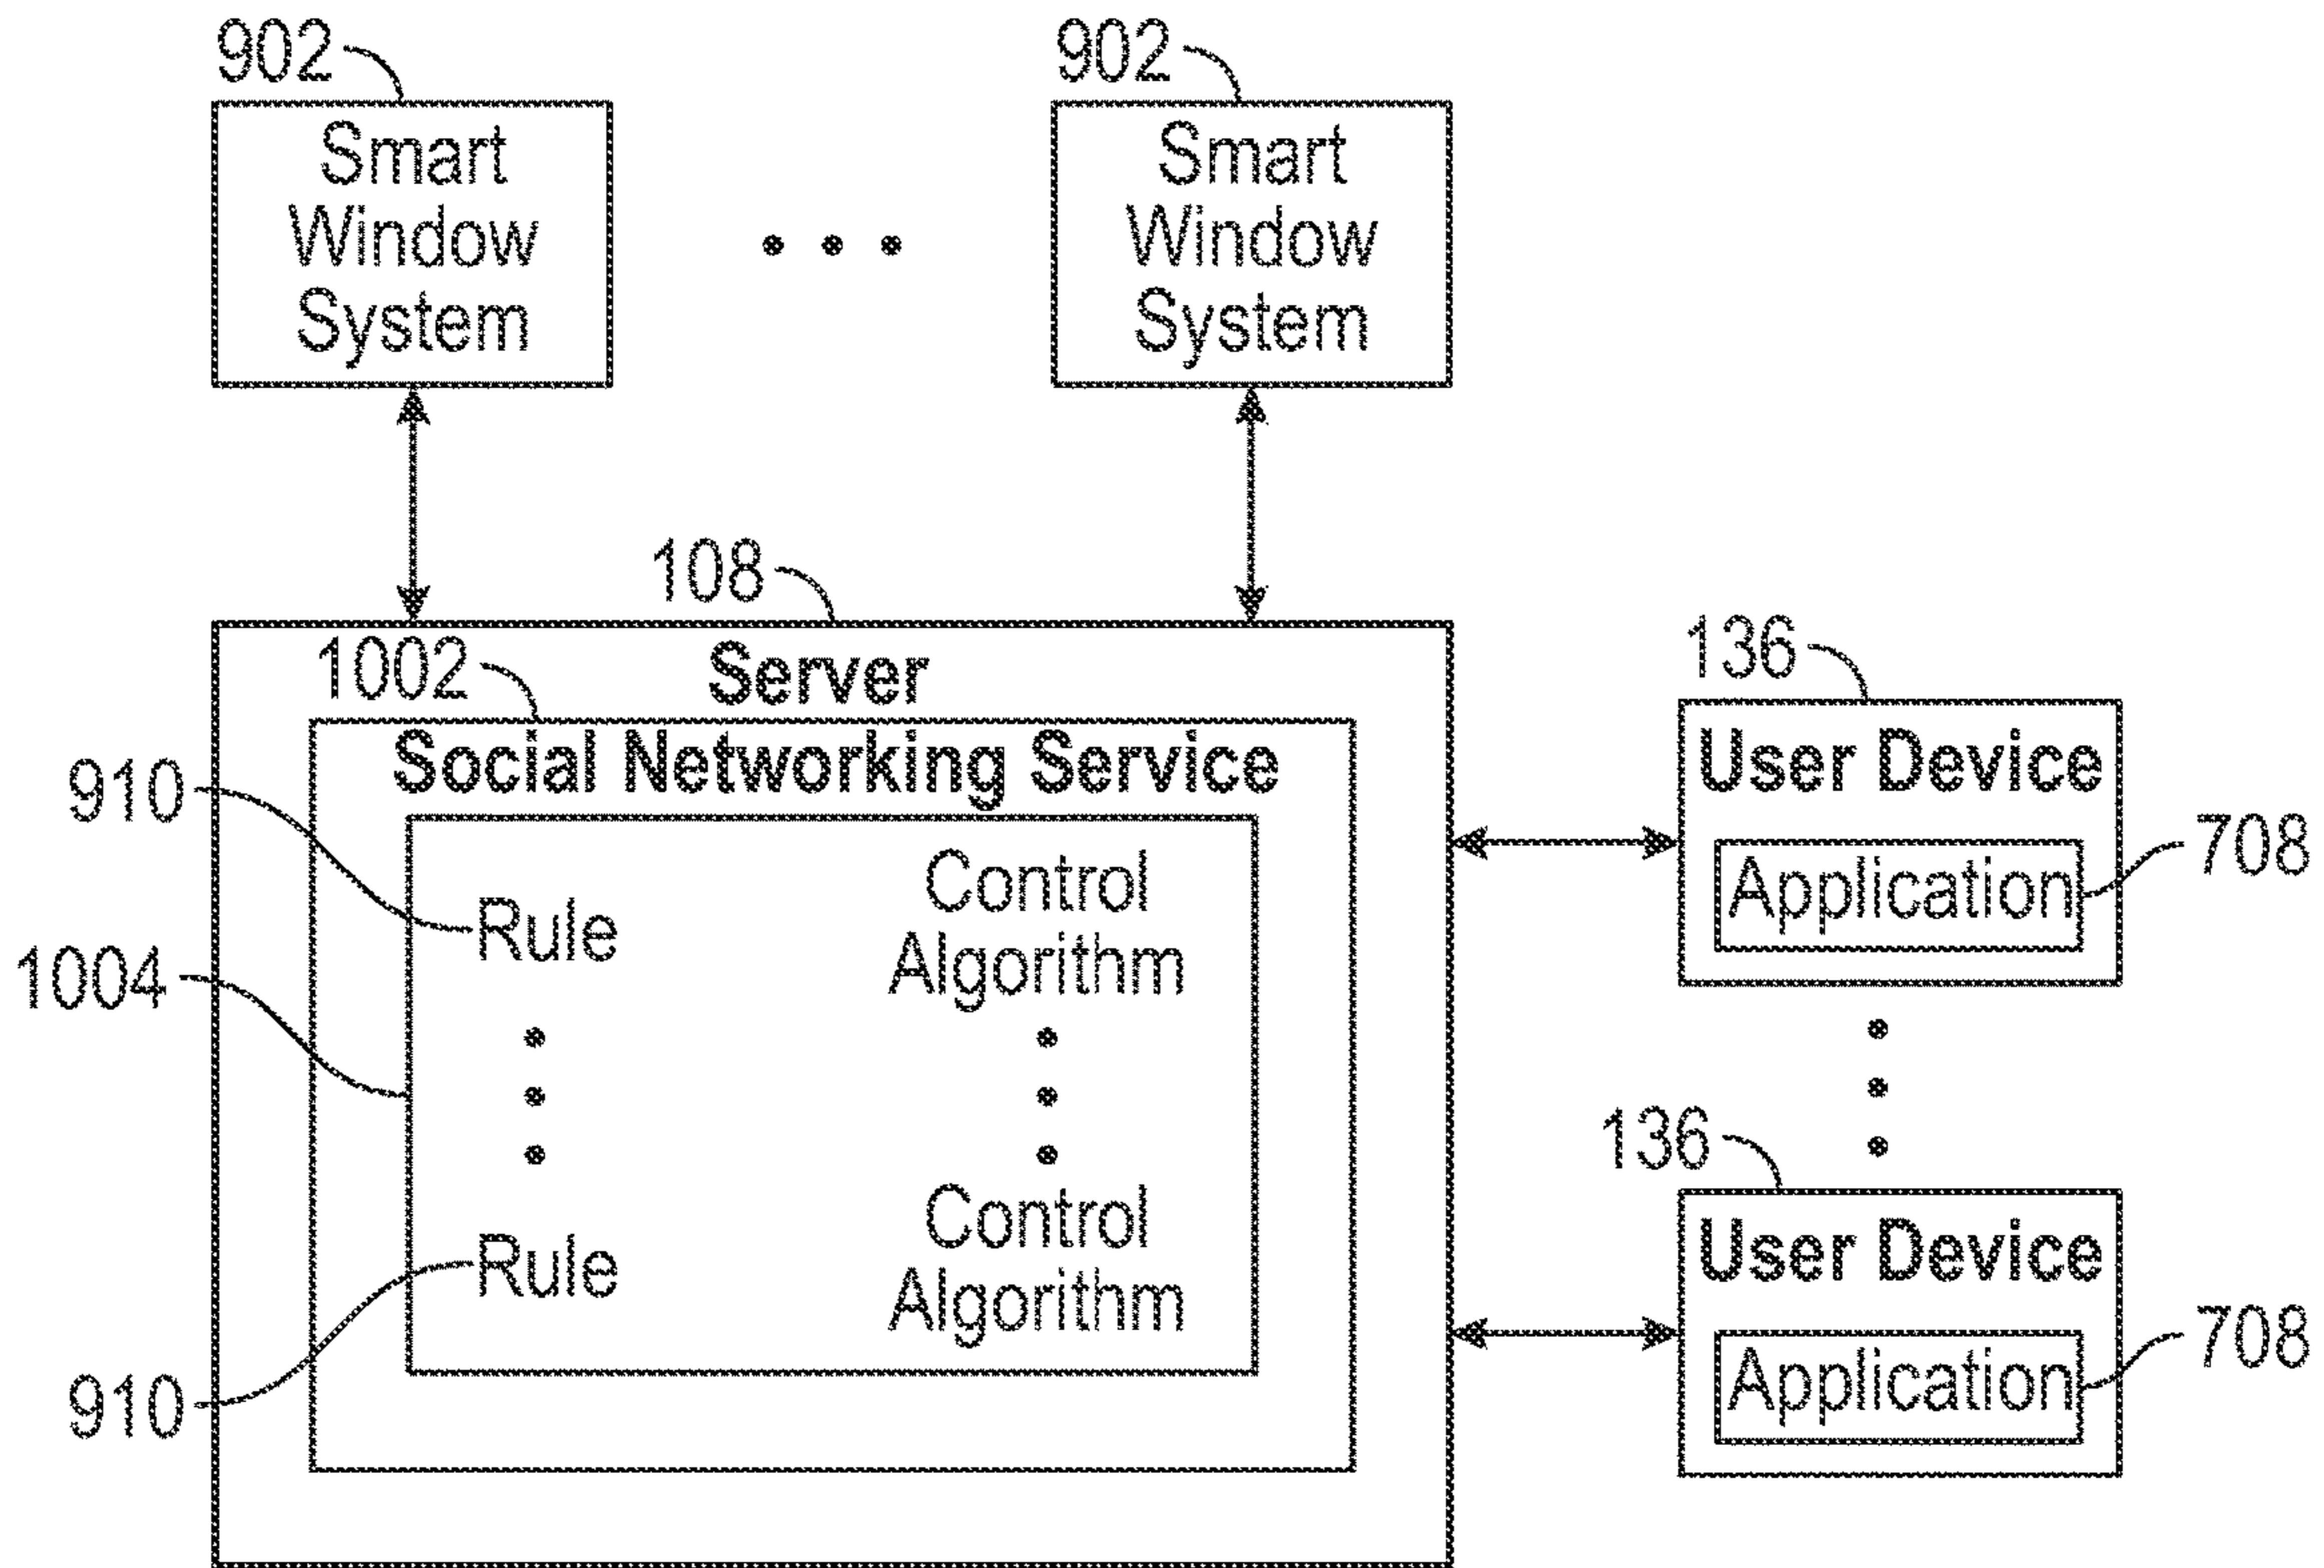 902
902
Smart
Window
System
Smart
Window
System
108
Server
1002
Social Networking Service
910
Rule
Control
Algorithm
1004
Rule
Control
Algorithm
910
136
User Device
Application
708
136
User Device
Application
708